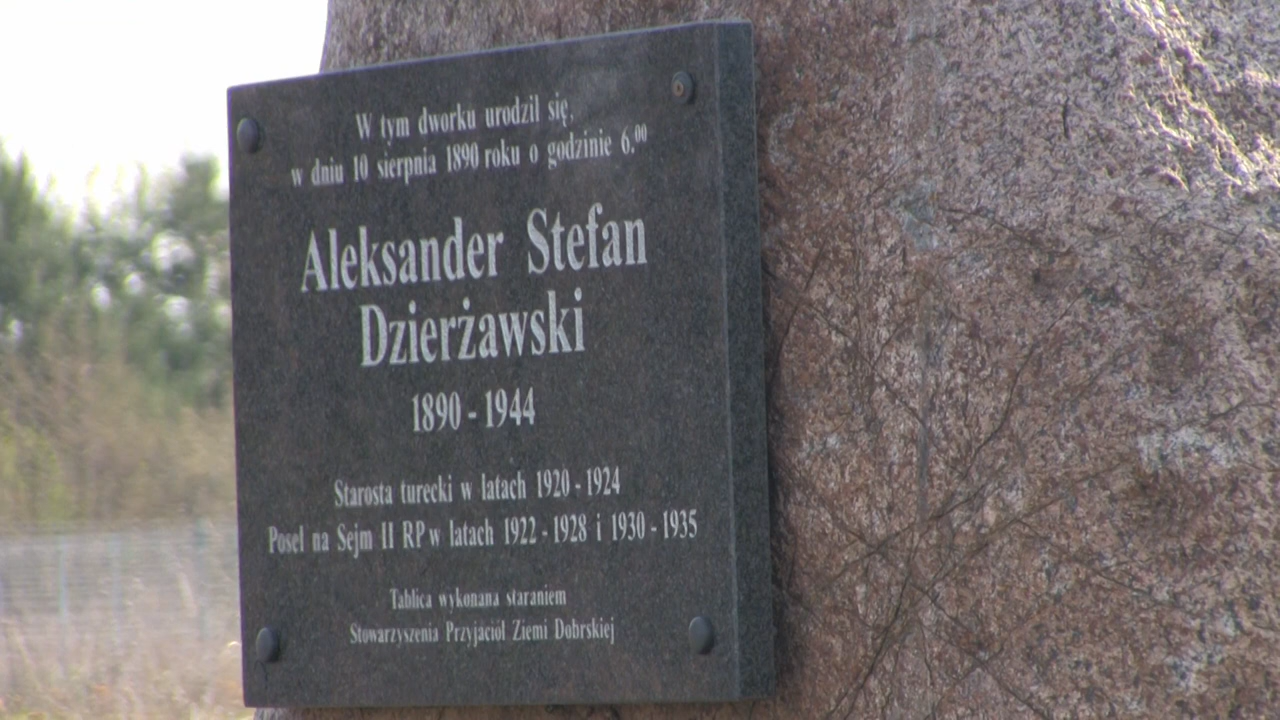 W tym dworku urodził się,
w dniu 10 sierpnia 1890 roku o godzinie 6,00
Aleksander Stefan
Dzierżawski
1890 - 1944
Starosta turecki w latach 1920 - 1924
Poseł na Sejm II RP w latach 1922 - 1928 i 1930 - 1935
Tablica wykonana staraniem
Stowarzyszenia Przyjaciół Ziemi Dobrskiej